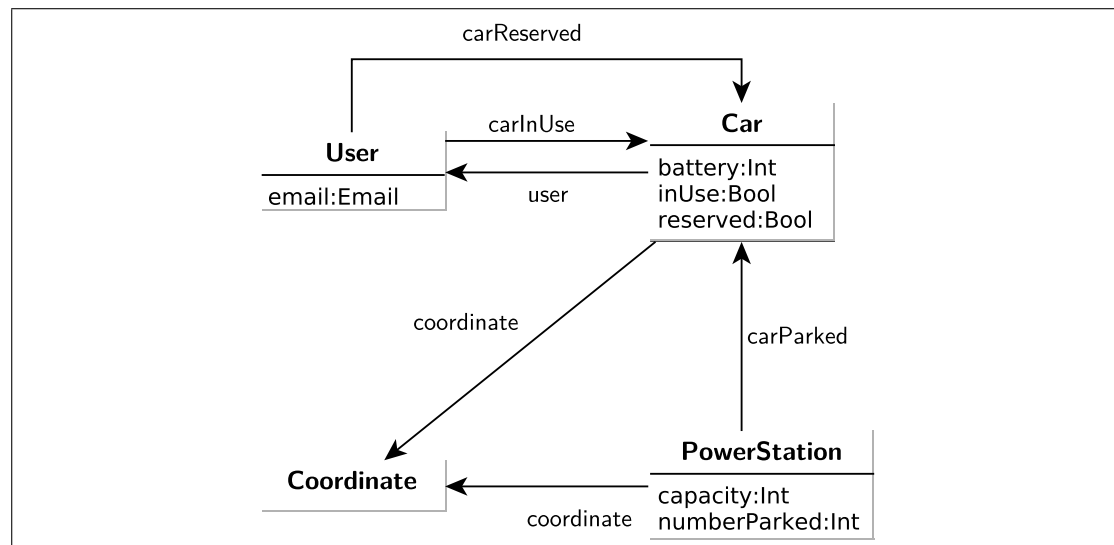 carReserved
Car
carInUse
User
battery:Int
inUse:Bool
reserved:Bool
user
email:Email
coordinate
carParked
PowerStation
Coordinate
capacity:Int
numberParked:Int
coordinate